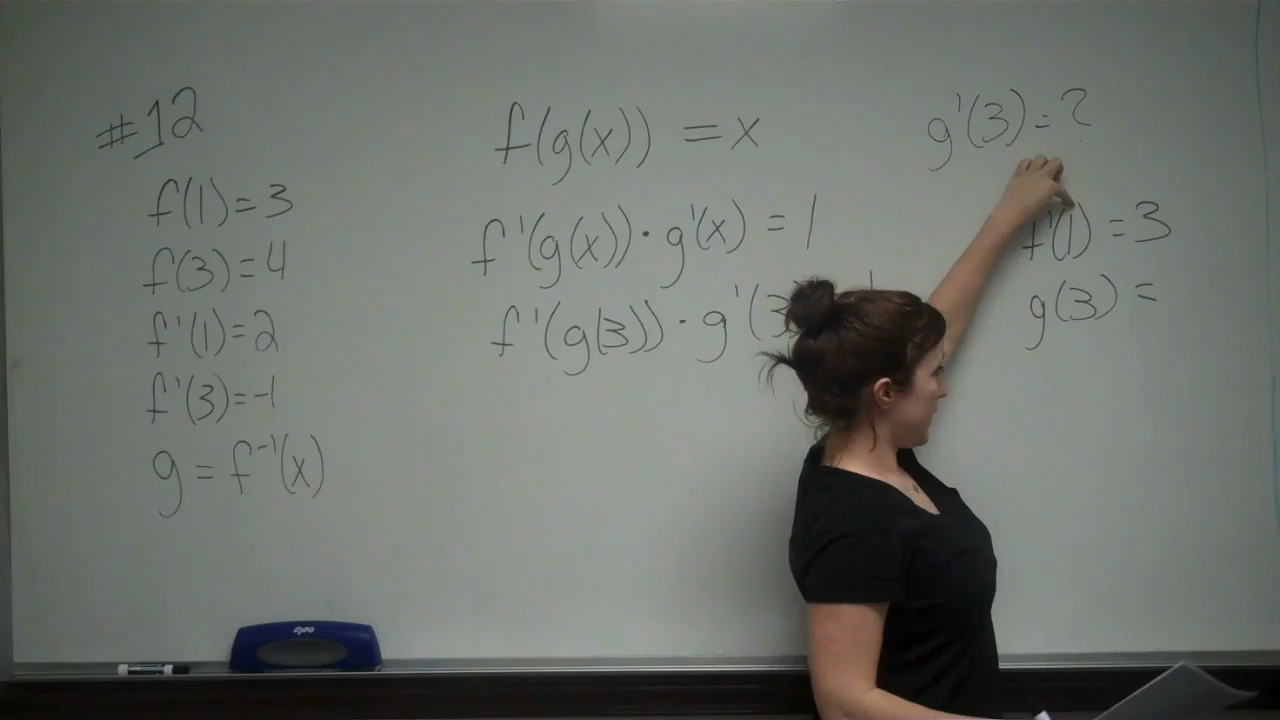 #12
f(1)=3
f(3)=4
f'(1)=2
f'(3)=-1
g=f⁻¹(x)
f(g(x))=x
f'(g(x))·g'(x)=1
f'(g(3))·g'(3
g'(3)=?
f'(1)=3
g(3)=
EXPO